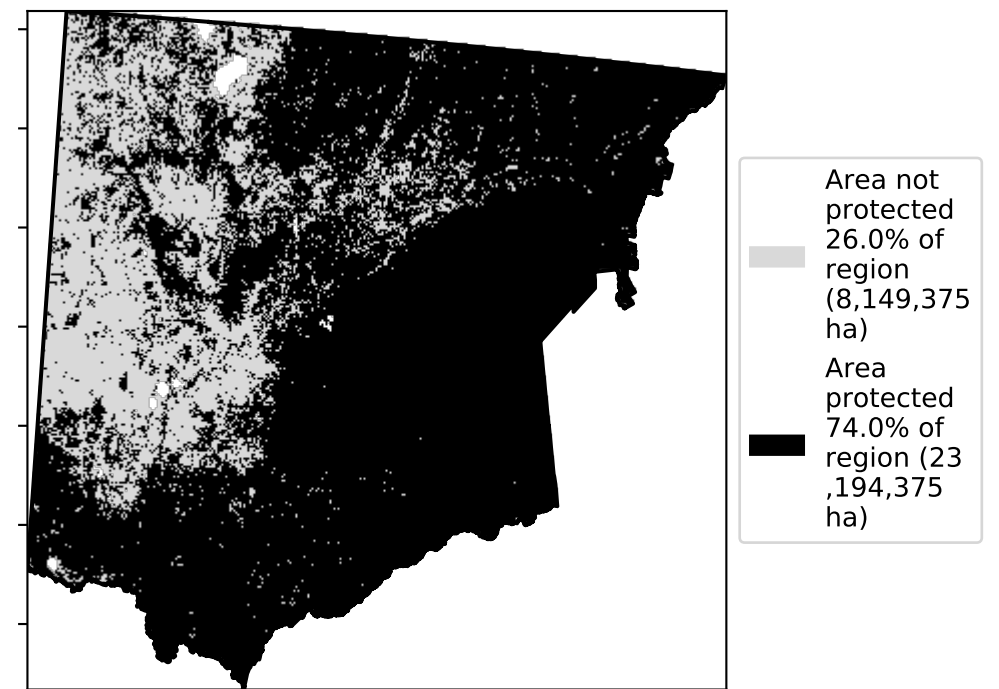 Area not
protected
26.0% of
region
(8,149,375
ha)
Area
protected
74.0% of
region (23
,194,375
ha)